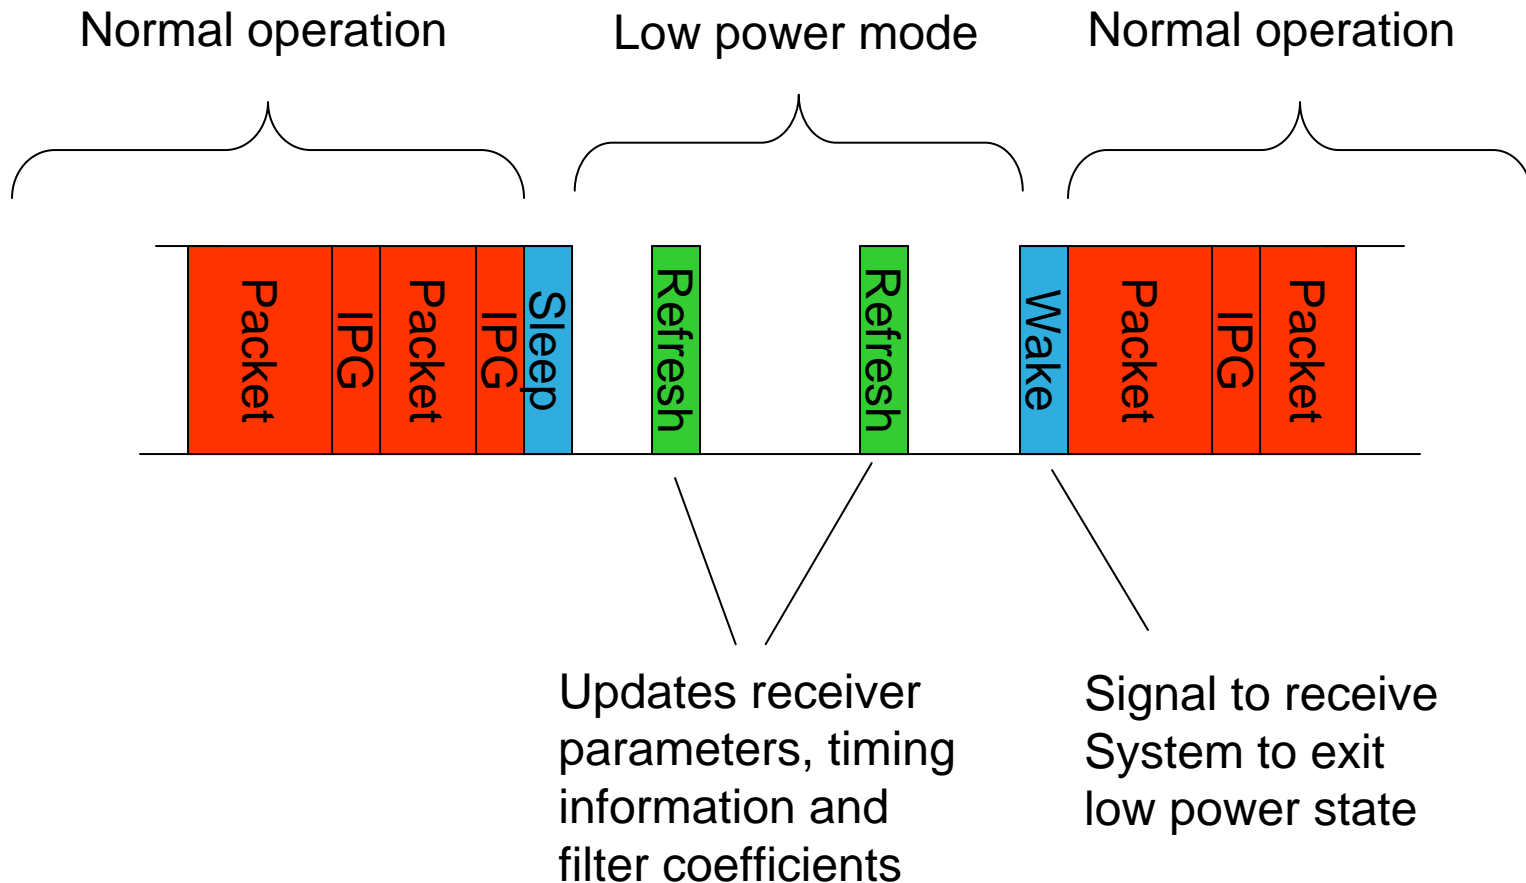 Normal operation
Low power mode
Normal operation
Packet
IPG
Packet
IPG
Sleep
Refresh
Refresh
Wake
Packet
IPG
Packet
Updates receiver
parameters, timing
information and
filter coefficients
Signal to receive
System to exit
low power state